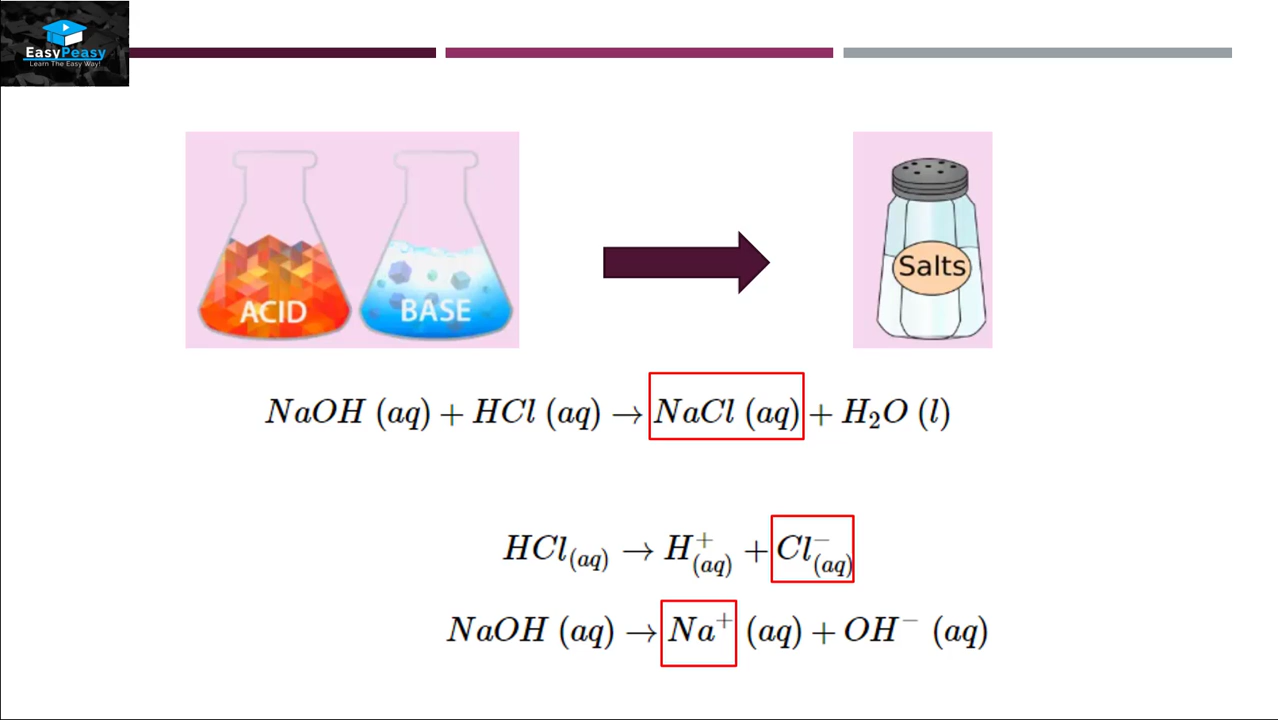 EasyPeasy
Learn The Easy Way!
ACID BASE
Salts
NaOH (aq) + HCl (aq) → NaCl (aq) + H₂O (l)
HCl₍aq₎ → H⁺₍aq₎ + Cl⁻₍aq₎
NaOH (aq) → Na⁺ (aq) + OH⁻ (aq)